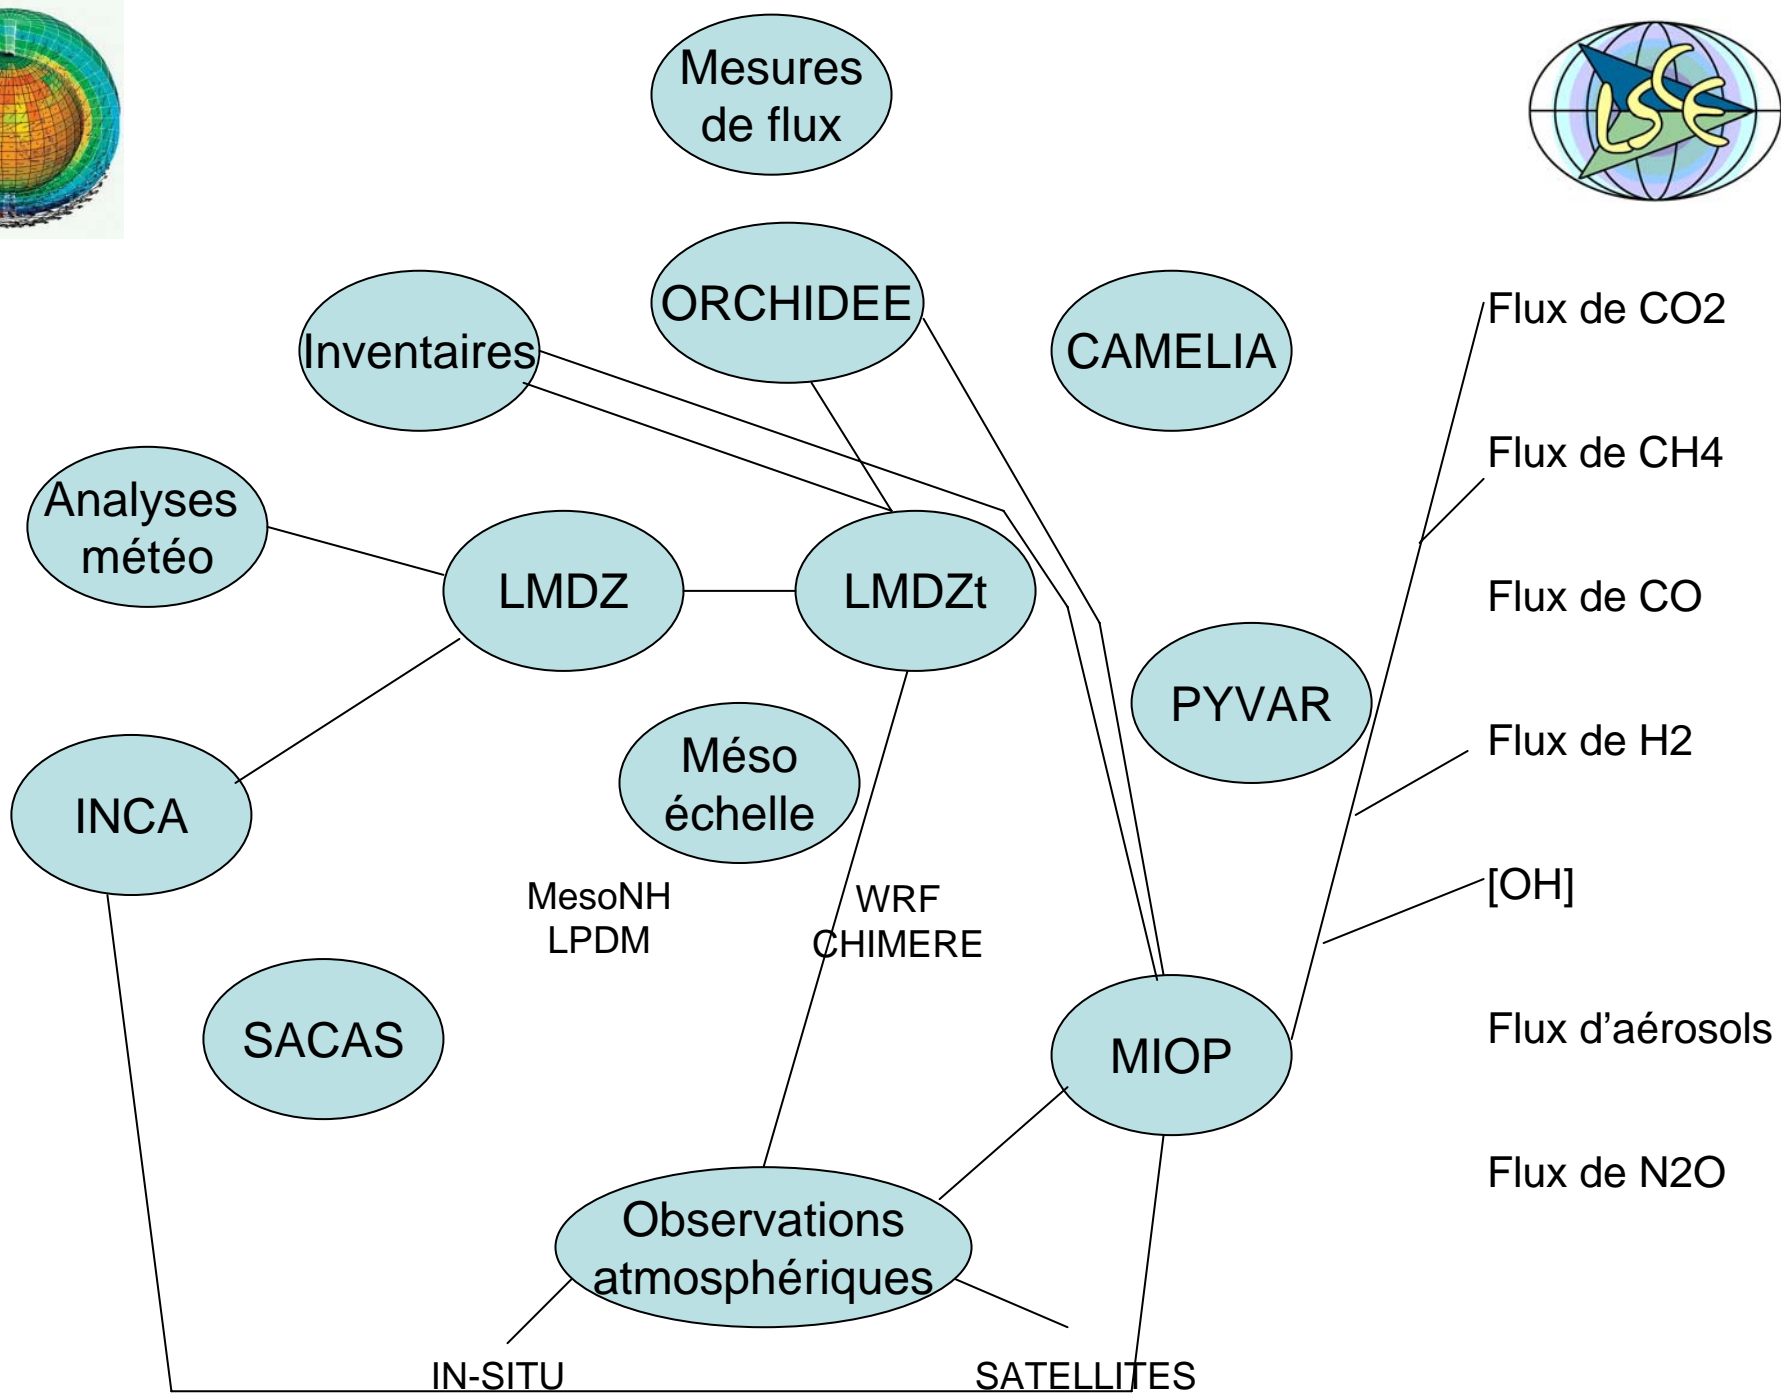 Mesures
de flux
LSCE
ORCHIDEE
Inventaires
CAMELIA
Flux de CO2
Flux de CH4
Analyses
météo
LMDZ
LMDZt
Flux de CO
PYVAR
Flux de H2
Méso
échelle
INCA
MesoNH
LPDM
WRF
CHIMERE
[OH]
SACAS
MIOP
Flux d’aérosols
Flux de N2O
Observations
atmosphériques
IN-SITU
SATELLITES